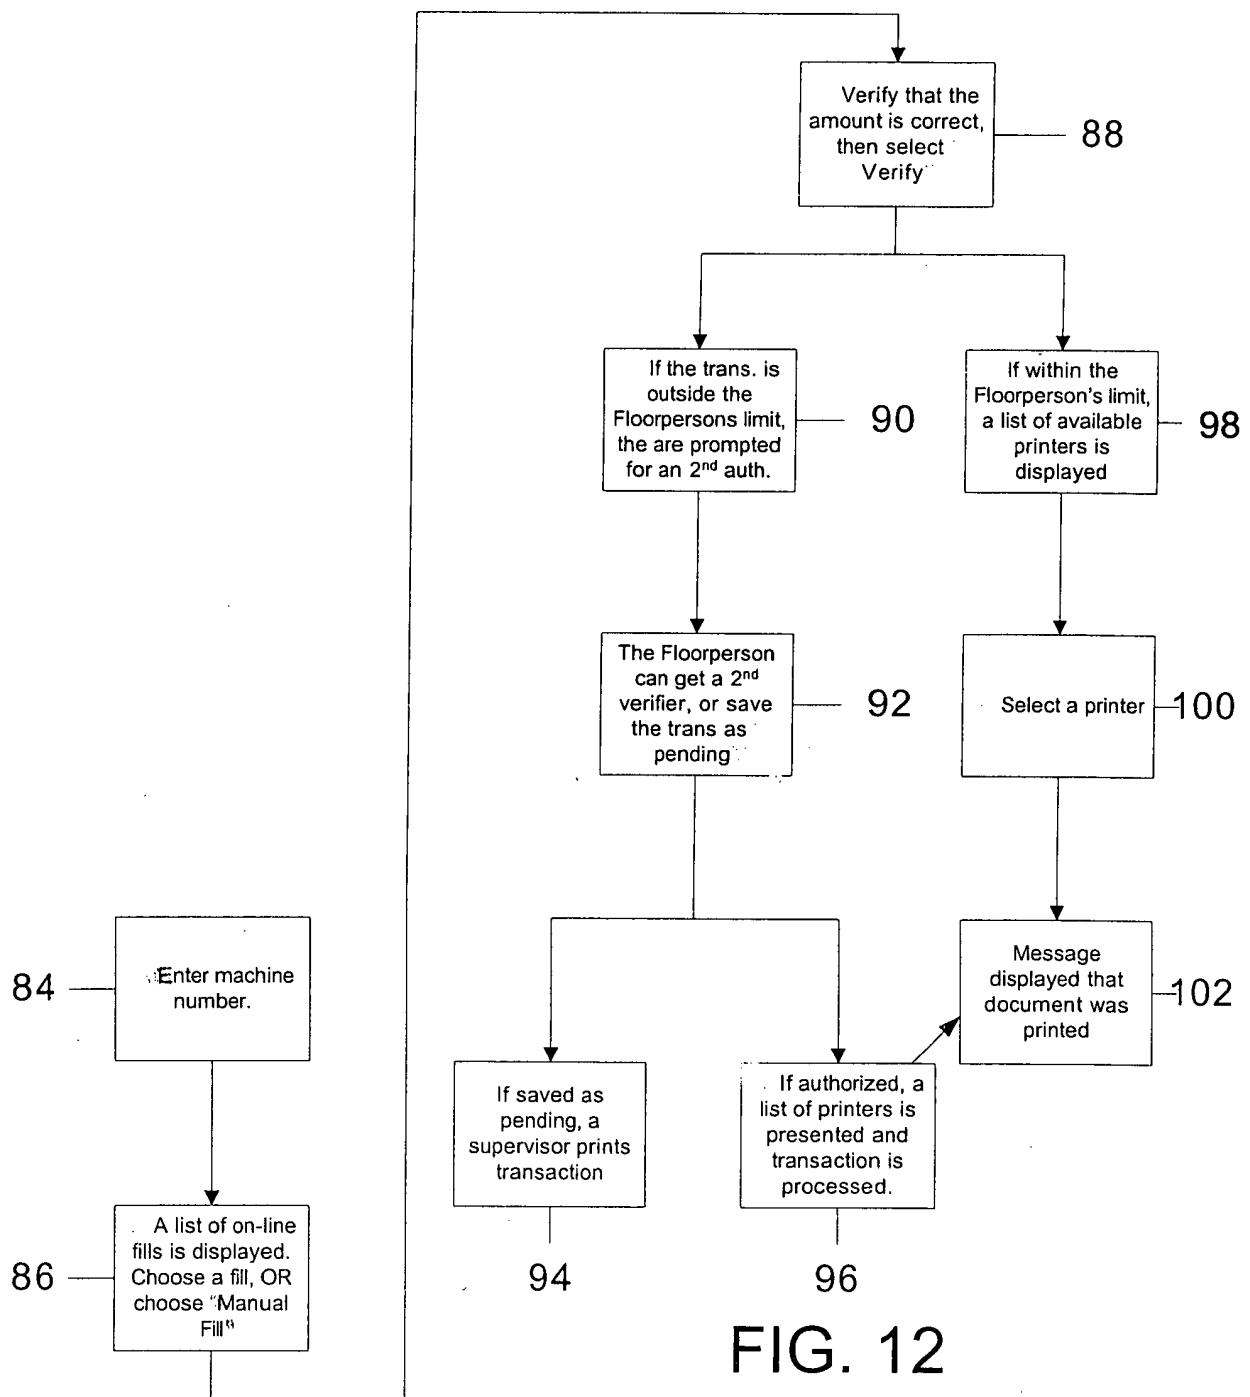 Verify that the
amount is correct,
then select
Verify
88
If the trans. is
outside the
Floorpersons limit,
the are prompted
for an 2nd auth.
90
If within the
Floorperson's limit,
a list of available
printers is
displayed
98
The Floorperson
can get a 2nd
verifier, or save
the trans as
pending
92
Select a printer
100
84
Enter machine
number.
Message
displayed that
document was
printed
102
If saved as
pending, a
supervisor prints
transaction
94
If authorized, a
list of printers is
presented and
transaction is
processed.
96
86
A list of on-line
fills is displayed.
Choose a fill, OR
choose "Manual
Fill"
FIG. 12